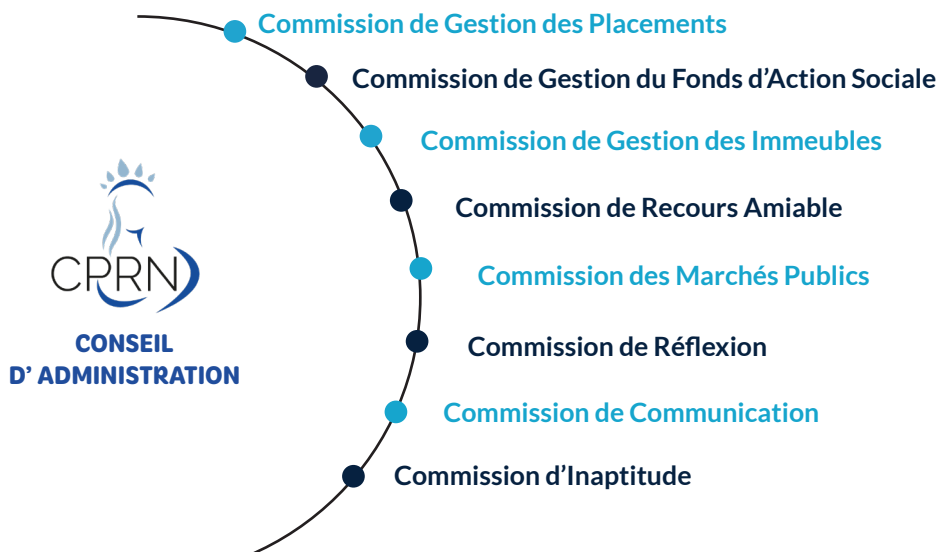 Commission de Gestion des Placements
Commission de Gestion du Fonds d’Action Sociale
Commission de Gestion des Immeubles
Commission de Recours Amiable
CPRN
Commission des Marchés Publics
CONSEIL
D’ ADMINISTRATION
Commission de Réflexion
Commission de Communication
Commission d’Inaptitude